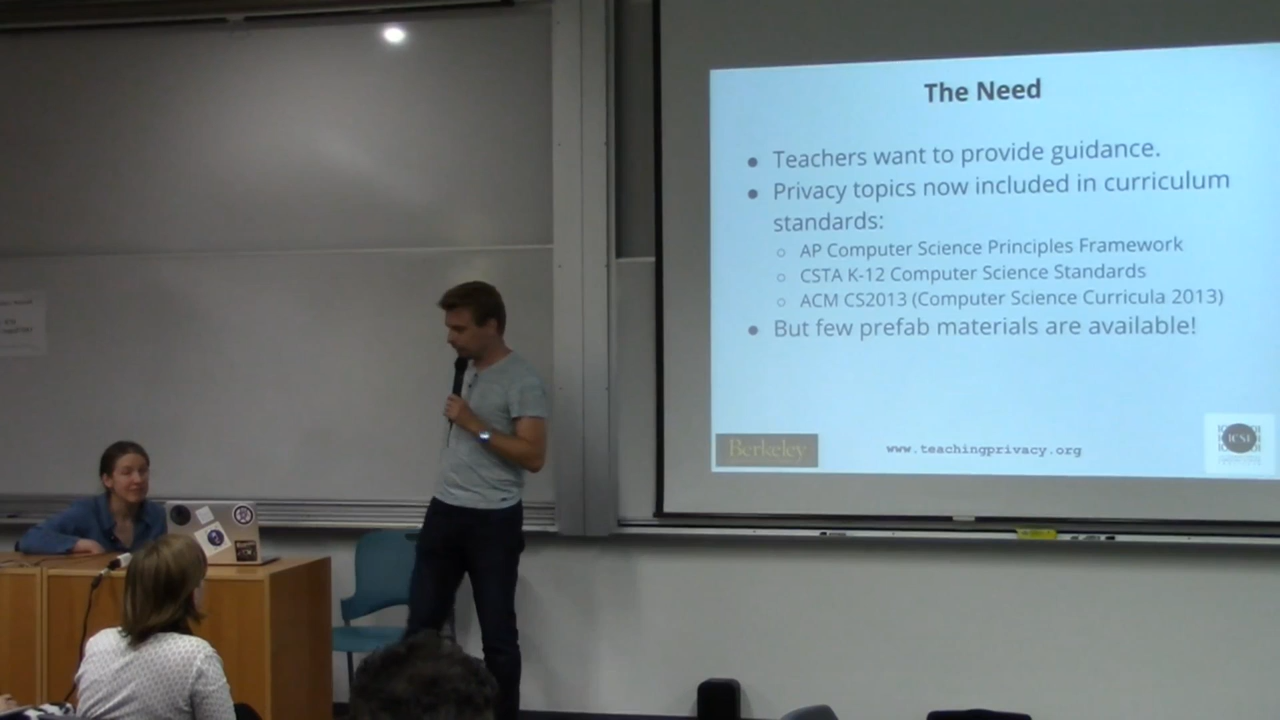 The Need
Teachers want to provide guidance.
Privacy topics now included in curriculum
standards:
AP Computer Science Principles Framework
CSTA K-12 Computer Science Standards
ACM CS2013 (Computer Science Curricula 2013)
But few prefab materials are available!
Berkeley
www.teachingprivacy.org
ICSI